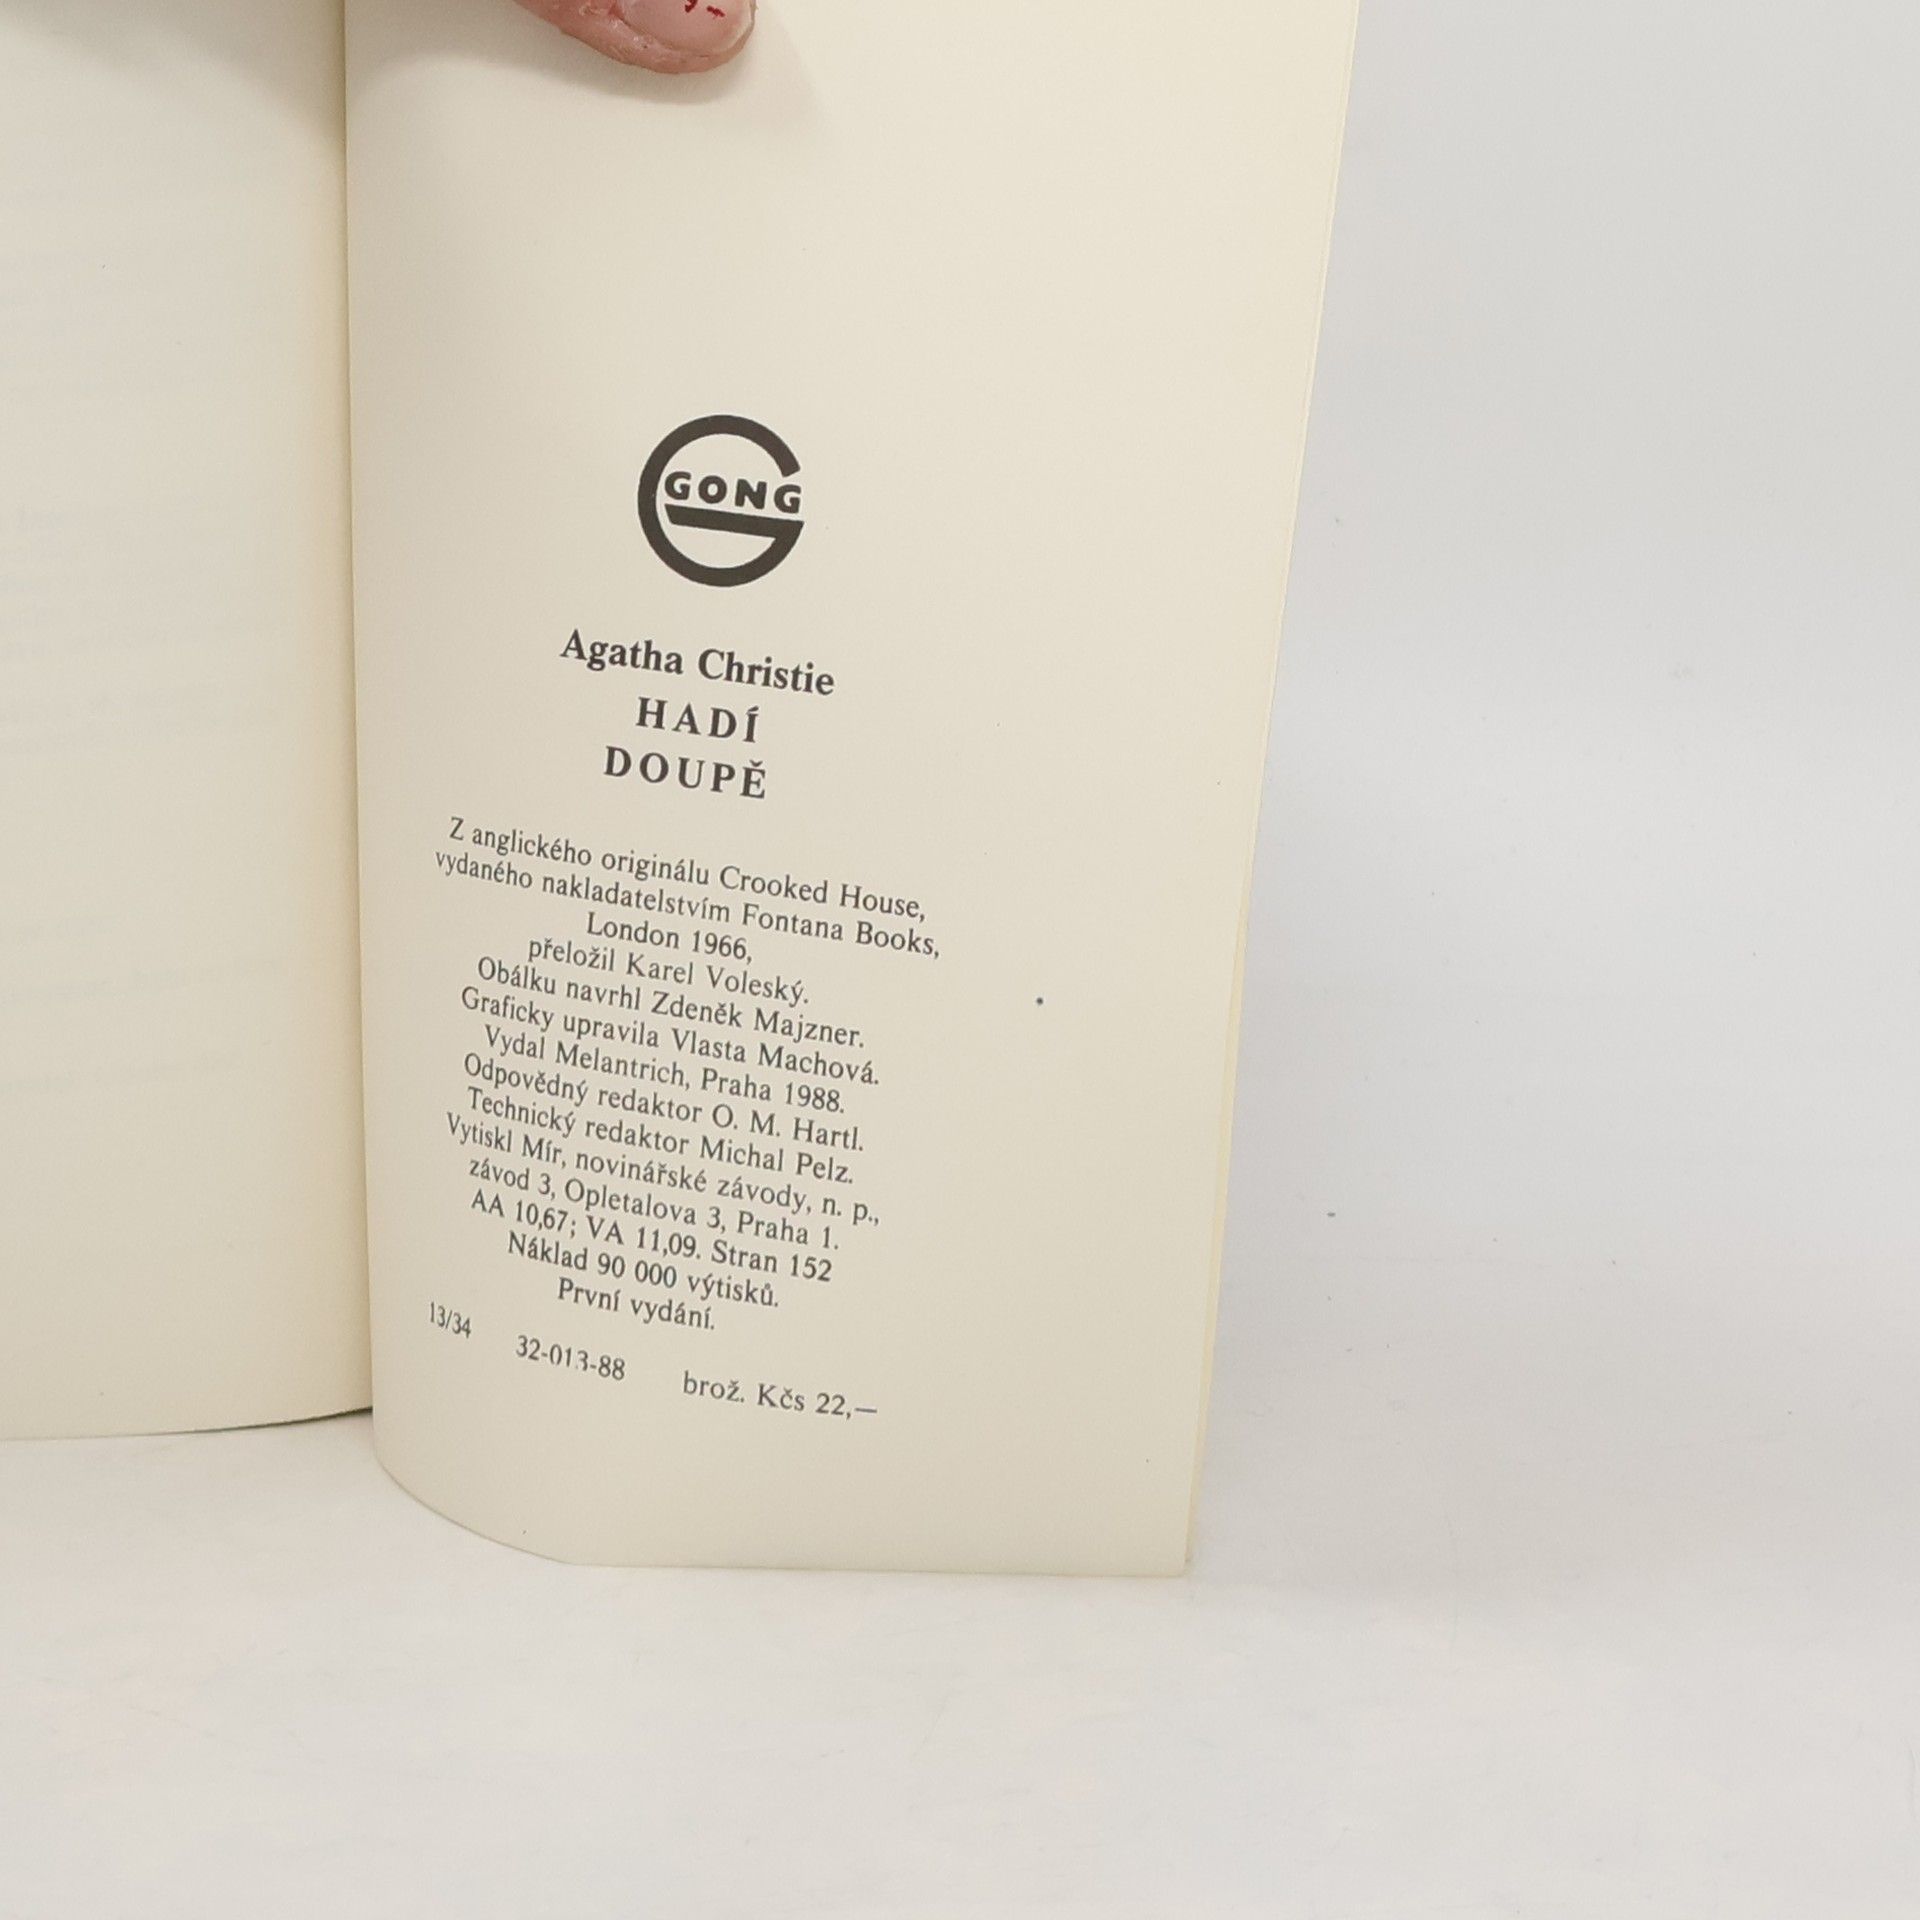 GONG
Agatha Christie
HADÍ
DOUPĚ
Z anglického originálu Crooked House,
vydaného nakladatelstvím Fontana Books,
London 1966,
přeložil Karel Voleský.
Obálku navrhl Zdeněk Majzner.
Graficky upravila Vlasta Machová.
Vydal Melantrich, Praha 1988.
Odpovědný redaktor O. M. Hartl.
Technický redaktor Michal Pelz.
Vytiskl Mír, novinářské závody, n. p.,
závod 3, Opletalova 3, Praha 1.
AA 10,67; VA 11,09. Stran 152
Náklad 90 000 výtisků.
První vydání.
13/34 32-013-88 brož. Kčs 22,—